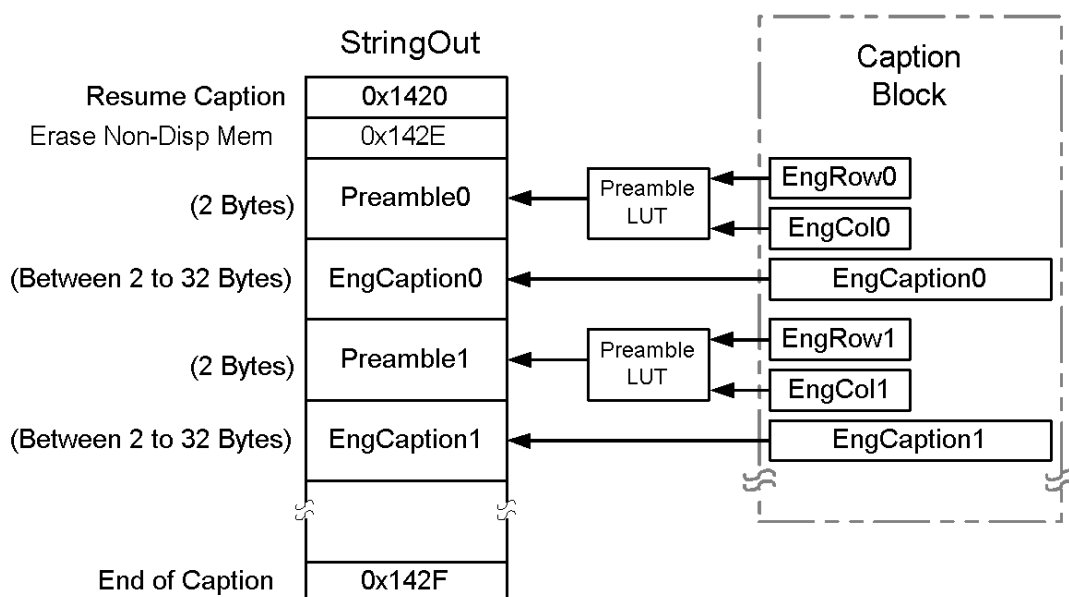 StringOut
Caption
Block
Resume Caption 0x1420
Erase Non-Disp Mem 0x142E
(2 Bytes) Preamble0
Preamble
LUT
EngRow0
EngCol0
(Between 2 to 32 Bytes) EngCaption0
EngCaption0
(2 Bytes) Preamble1
Preamble
LUT
EngRow1
EngCol1
(Between 2 to 32 Bytes) EngCaption1
EngCaption1
End of Caption 0x142F